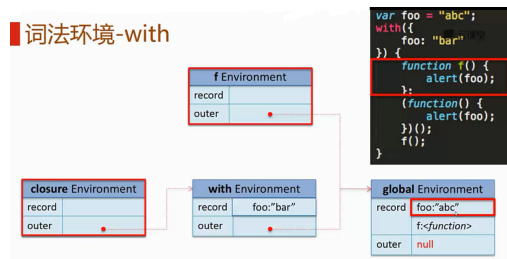 词法环境-with
var foo = "abc";
with({
foo: "bar"
}) {
function f() {
alert(foo);
};
(function() {
alert(foo);
})();
f();
}
f Environment
record
outer
closure Environment
record
outer
with Environment
record foo:"bar"
outer
global Environment
record foo:"abc"
f:<function>
outer null